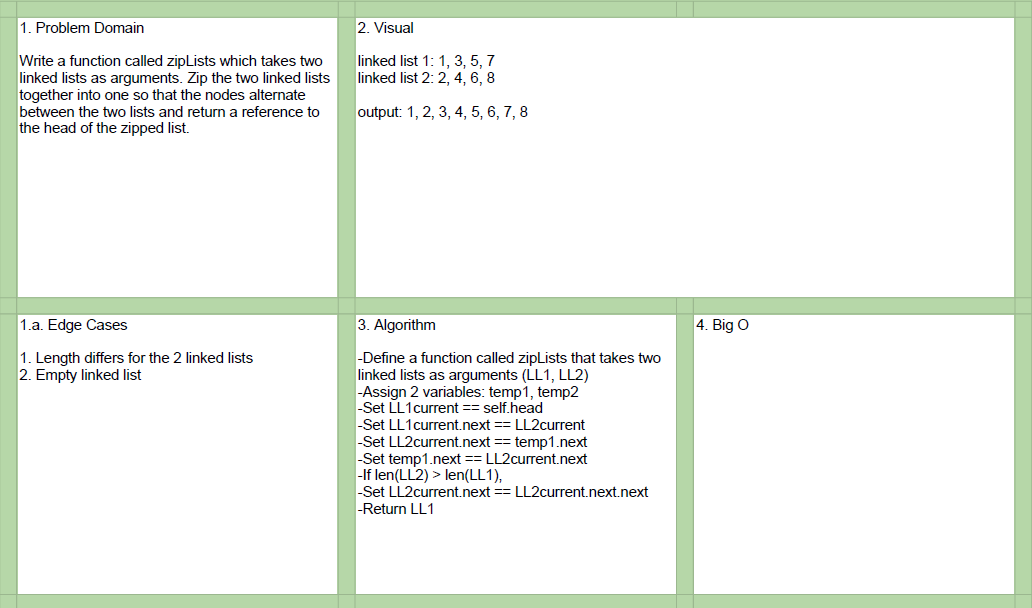 1. Problem Domain
Write a function called zipLists which takes two
linked lists as arguments. Zip the two linked lists
together into one so that the nodes alternate
between the two lists and return a reference to
the head of the zipped list.
2. Visual
linked list 1: 1, 3, 5, 7
linked list 2: 2, 4, 6, 8
output: 1, 2, 3, 4, 5, 6, 7, 8
1.a. Edge Cases
1. Length differs for the 2 linked lists
2. Empty linked list
3. Algorithm
-Define a function called zipLists that takes two
linked lists as arguments (LL1, LL2)
-Assign 2 variables: temp1, temp2
-Set LL1current == self.head
-Set LL1current.next == LL2current
-Set LL2current.next == temp1.next
-Set temp1.next == LL2current.next
-If len(LL2) > len(LL1),
-Set LL2current.next == LL2current.next.next
-Return LL1
4. Big O